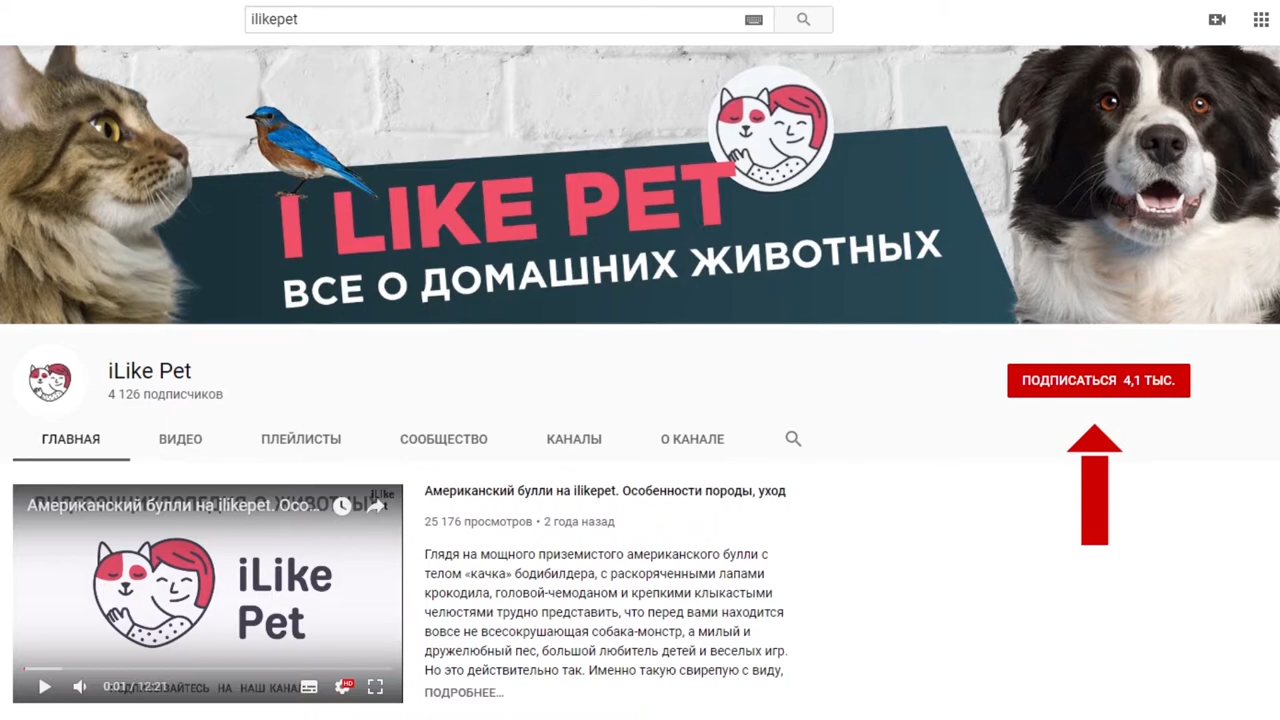 ilikepet
I LIKE PET
ВСЕ О ДОМАШНИХ ЖИВОТНЫХ
iLike Pet
4 126 подписчиков
ПОДПИСАТЬСЯ 4,1 ТЫС.
ГЛАВНАЯ ВИДЕО ПЛЕЙЛИСТЫ СООБЩЕСТВО КАНАЛЫ О КАНАЛЕ
Американский булли на ilikepet. Осо...
iLike
Pet
0:01 / 12:21
HD
НА НАШ
Американский булли на ilikepet. Особенности породы, уход
25 176 просмотров • 2 года назад
Глядя на мощного приземистого американского булли с
телом «качка» бодибилдера, с раскоряченными лапами
крокодила, головой-чемоданом и крепкими клыкастыми
челюстями трудно представить, что перед вами находится
вовсе не всесокрушающая собака-монстр, а милый и
дружелюбный пес, большой любитель детей и веселых игр.
Но это действительно так. Именно такую свирепую с виду,
ПОДРОБНЕЕ...